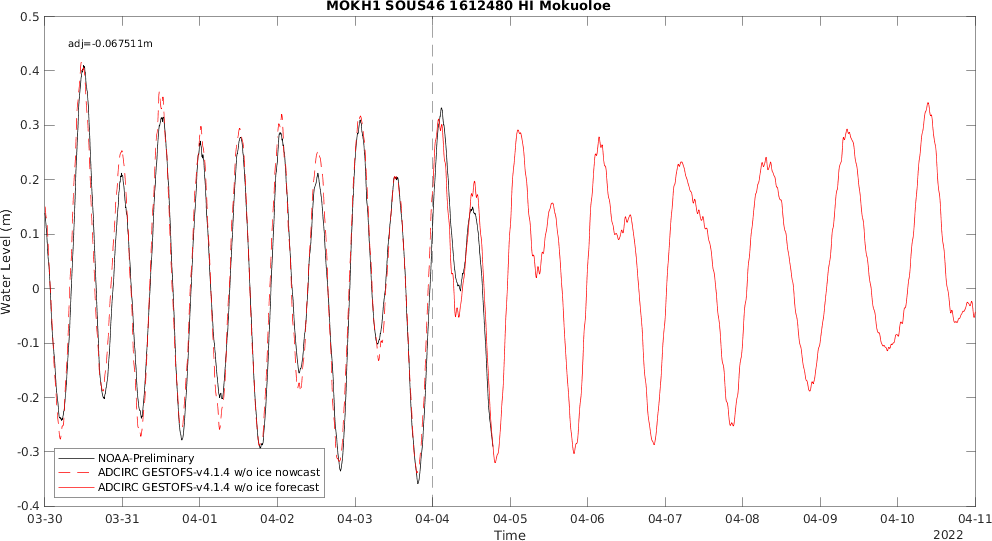 MOKH1 SOUS46 1612480 HI Mokuoloe
adj=-0.067511m
0.5
0.4
0.3
0.2
0.1
0
-0.1
-0.2
-0.3
-0.4
Water Level (m)
NOAA-Preliminary
ADCIRC GESTOFS-v4.1.4 w/o ice nowcast
ADCIRC GESTOFS-v4.1.4 w/o ice forecast
03-30 03-31 04-01 04-02 04-03 04-04 04-05 04-06 04-07 04-08 04-09 04-10 04-11
Time
2022